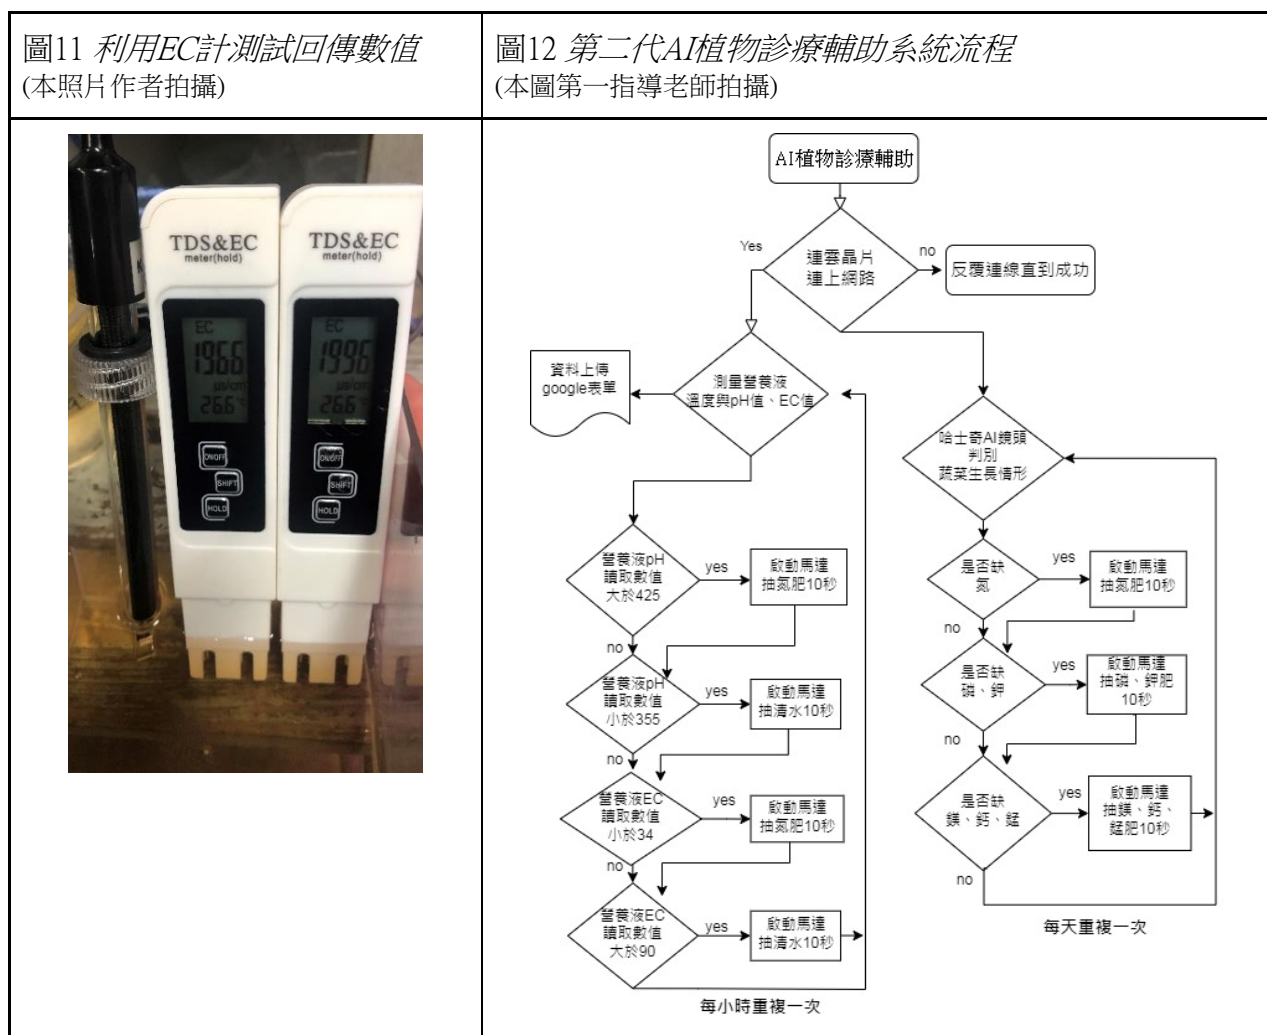 圖11 利用EC計測試回傳數值
(本照片作者拍攝)
圖12 第二代AI植物診療輔助系統流程
(本圖第一指導老師拍攝)
TDS&EC
meter(hold)
EC
1966
μs/cm
26.6 °C
ON/OFF
SHIFT
HOLD
TDS&EC
meter(hold)
EC
1996
μs/cm
26.6 °C
ON/OFF
SHIFT
HOLD
AI植物診療輔助
連雲晶片
連上網路
Yes
no
反覆連線直到成功
測量營養液
溫度與pH值、EC值
資料上傳
google表單
營養液pH
讀取數值
大於425
yes
啟動馬達
抽氮肥10秒
no
營養液pH
讀取數值
小於355
yes
啟動馬達
抽清水10秒
no
營養液EC
讀取數值
小於34
yes
啟動馬達
抽氮肥10秒
no
營養液EC
讀取數值
大於90
yes
啟動馬達
抽清水10秒
每小時重複一次
哈士奇AI鏡頭
判別
蔬菜生長情形
是否缺
氮
yes
啟動馬達
抽氮肥10秒
no
是否缺
磷、鉀
yes
啟動馬達
抽磷、鉀肥
10秒
no
是否缺
鎂、鈣、錳
yes
啟動馬達
抽鎂、鈣、
錳肥10秒
no
每天重複一次